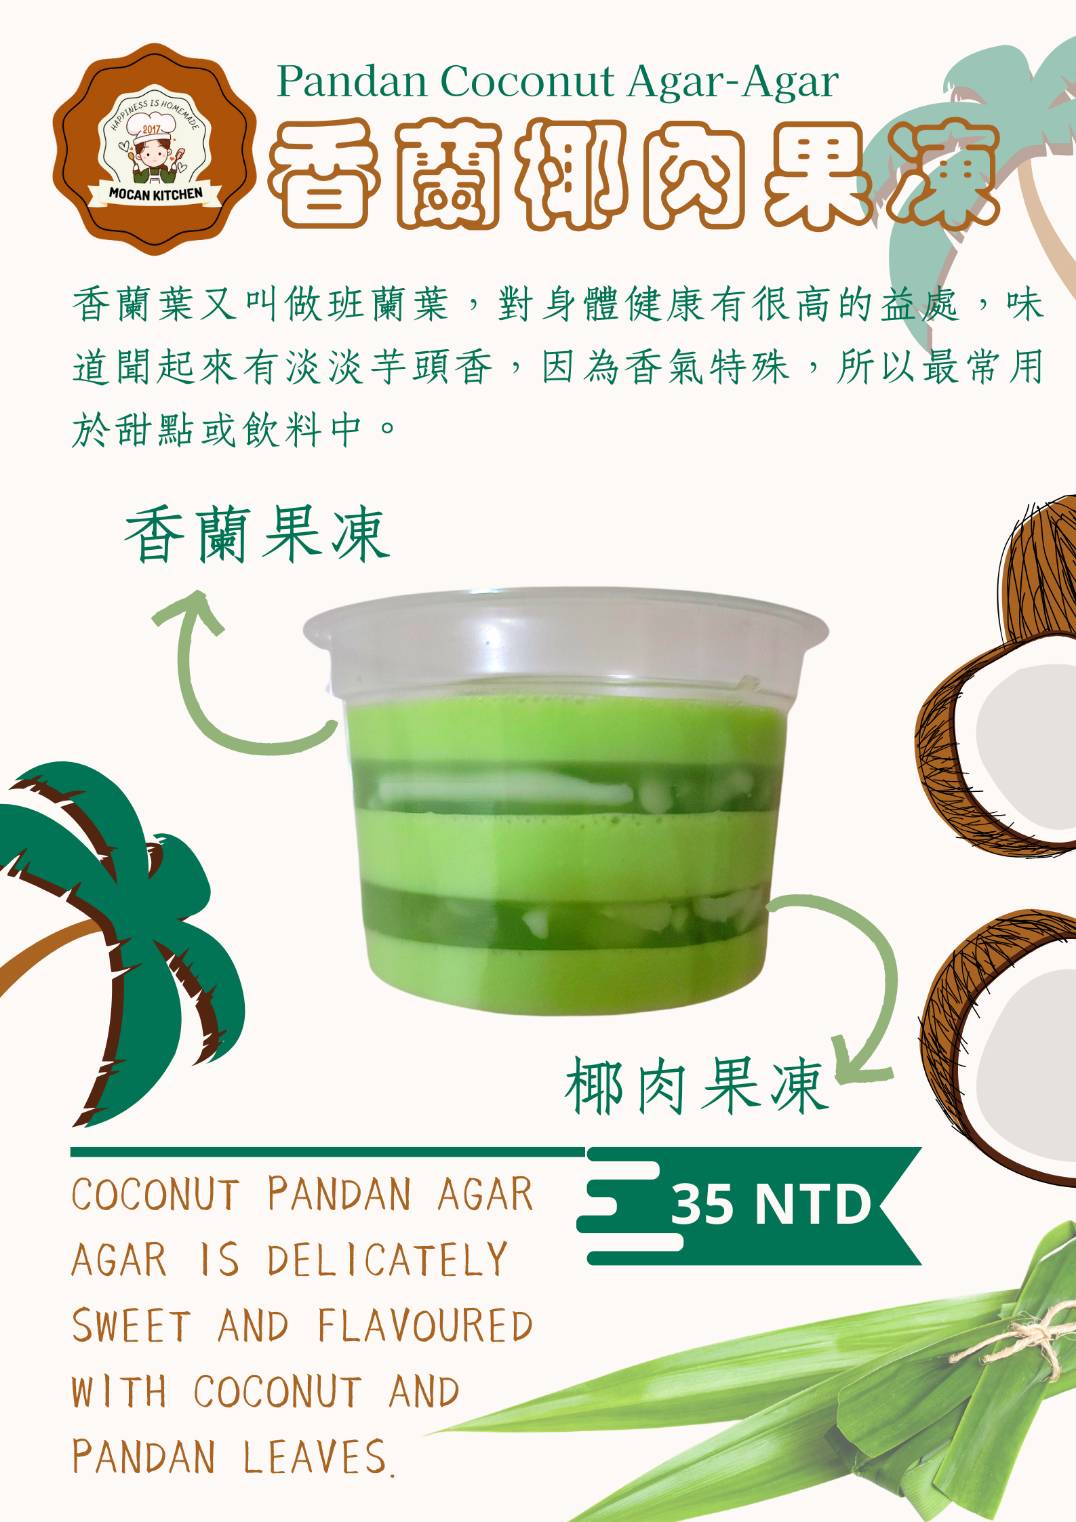 Pandan Coconut Agar-Agar
HAPPINESS IS HOMEMADE
2017
MOCAN KITCHEN
香蘭椰肉果凍
香蘭葉又叫做班蘭葉，對身體健康有很高的益處，味
道聞起來有淡淡芋頭香，因為香氣特殊，所以最常用
於甜點或飲料中。
香蘭果凍
椰肉果凍
35 NTD
COCONUT PANDAN AGAR
AGAR IS DELICATELY
SWEET AND FLAVOURED
WITH COCONUT AND
PANDAN LEAVES.